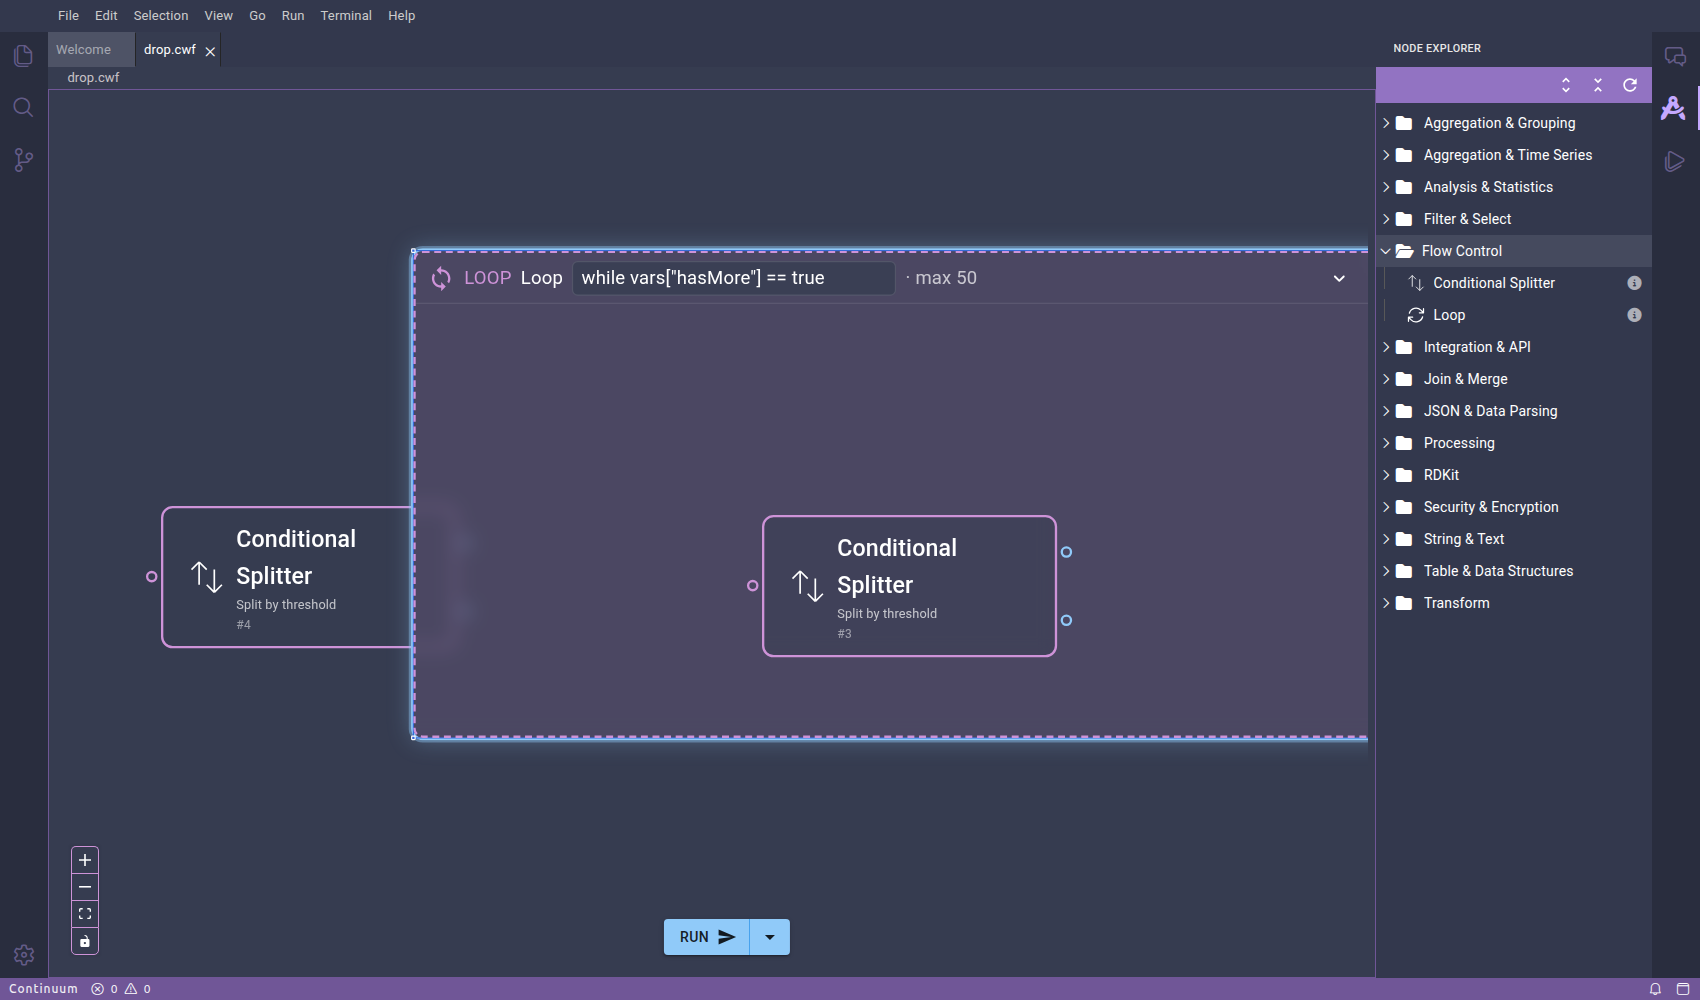 File Edit Selection View Go Run Terminal Help
Welcome
drop.cwf
drop.cwf
LOOP Loop while vars["hasMore"] == true · max 50
Conditional
Splitter
Split by threshold
#4
Conditional
Splitter
Split by threshold
#3
RUN
NODE EXPLORER
Aggregation & Grouping
Aggregation & Time Series
Analysis & Statistics
Filter & Select
Flow Control
Conditional Splitter
Loop
Integration & API
Join & Merge
JSON & Data Parsing
Processing
RDKit
Security & Encryption
String & Text
Table & Data Structures
Transform
Continuum 0 0